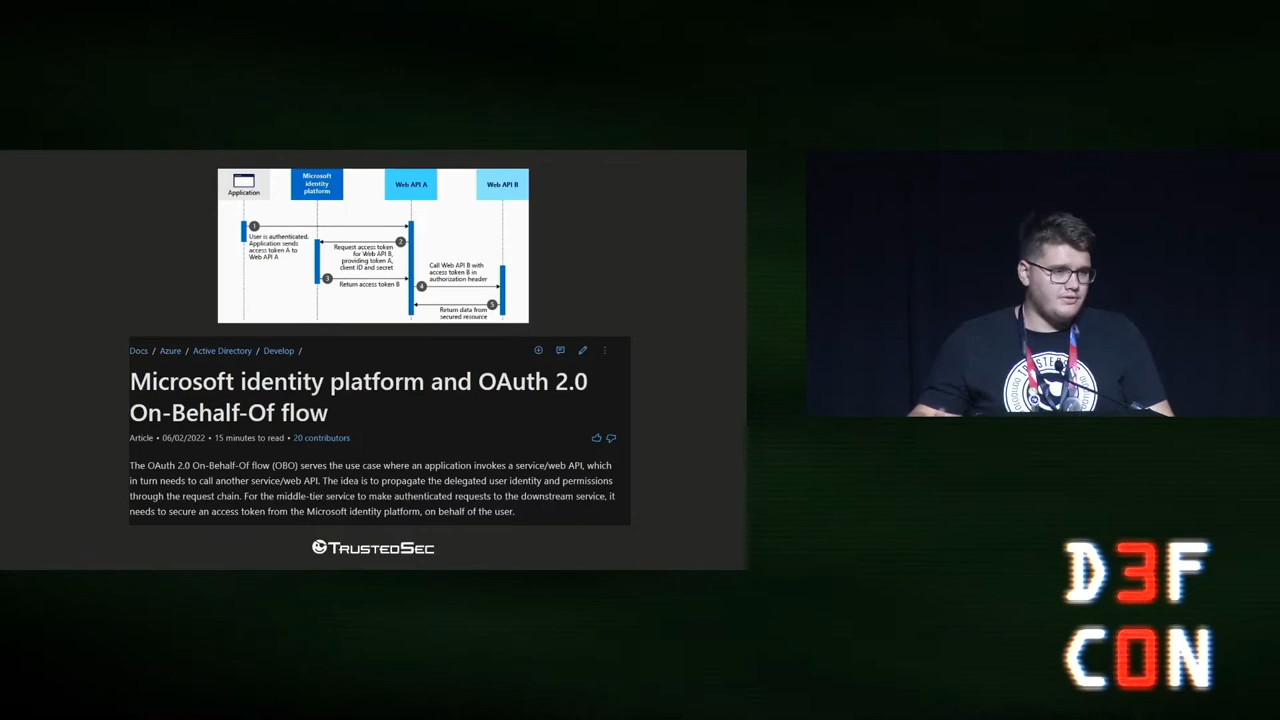 Application
Microsoft
identity
platform
Web API A
Web API B
1
User is authenticated.
Application sends
access token A to
Web API A
2
Request access token
for Web API B,
providing token A,
client ID and secret
3
Return access token B
Call Web API B with
access token B in
authorization header
4
5
Return data from
secured resource
Docs / Azure / Active Directory / Develop /
Microsoft identity platform and OAuth 2.0
On-Behalf-Of flow
Article • 06/02/2022 • 15 minutes to read • 20 contributors
The OAuth 2.0 On-Behalf-Of flow (OBO) serves the use case where an application invokes a service/web API, which
in turn needs to call another service/web API. The idea is to propagate the delegated user identity and permissions
through the request chain. For the middle-tier service to make authenticated requests to the downstream service, it
needs to secure an access token from the Microsoft identity platform, on behalf of the user.
TRUSTEDSEC
D3F
C0N